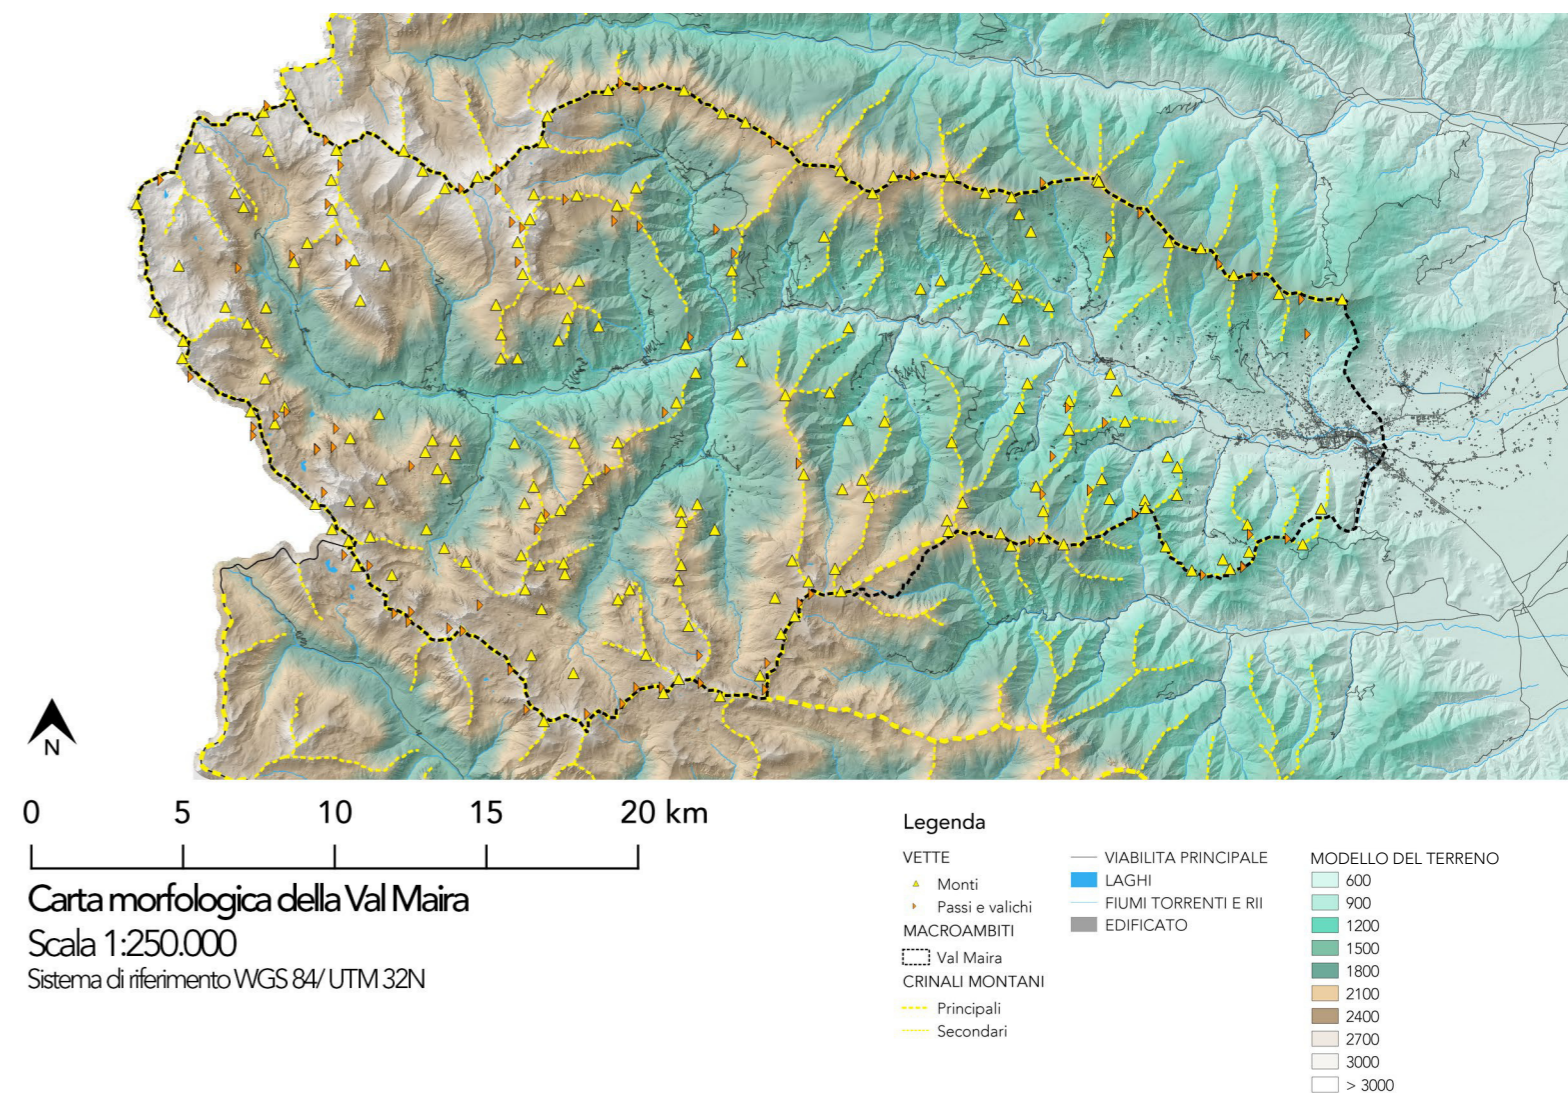 N
0 5 10 15 20 km
Carta morfologica della Val Maira
Scala 1:250.000
Sistema di riferimento WGS 84/ UTM 32N
Legenda
VETTE
Monti
Passi e valichi
MACROAMBITI
Val Maira
CRINALI MONTANI
Principali
Secondari
VIABILITA PRINCIPALE
LAGHI
FIUMI TORRENTI E RII
EDIFICATO
MODELLO DEL TERRENO
600
900
1200
1500
1800
2100
2400
2700
3000
> 3000